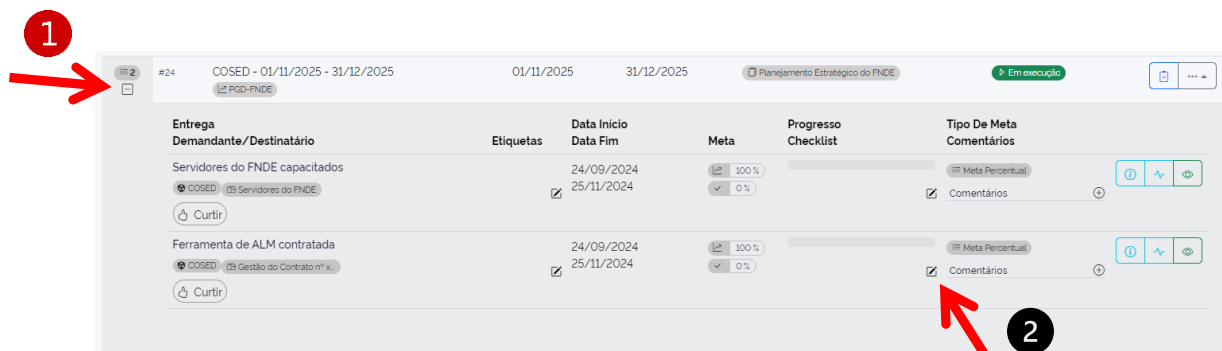 1
2 #24 COSED - 01/11/2025 - 31/12/2025 01/11/2025 31/12/2025 Planejamento Estratégico do FNDE Em execução
PGD-FNDE
Entrega Data Início Progresso Tipo De Meta
Demandante/Destinatário Etiquetas Data Fim Meta Checklist Comentários
Servidores do FNDE capacitados 24/09/2024 100 % Meta Percentual
COSED Servidores do FNDE 25/11/2024 0 % Comentários
Curtir
Ferramenta de ALM contratada 24/09/2024 100 % Meta Percentual
COSED Gestão do Contrato nº x... 25/11/2024 0 % Comentários
Curtir
2